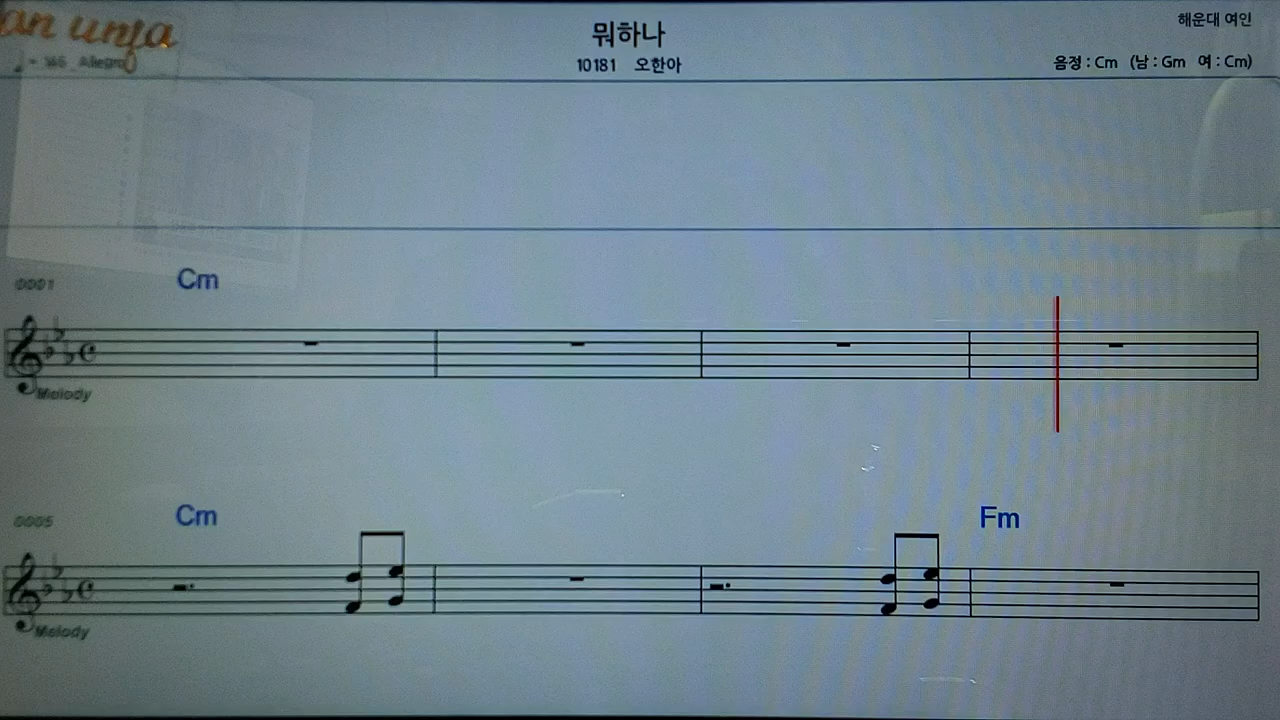 뭐하나
해운대 여인
10181 오한아
음정 : Cm (남 : Gm 여 : Cm)
Allegro
0001
Cm
Melody
0005
Cm
Fm
Melody